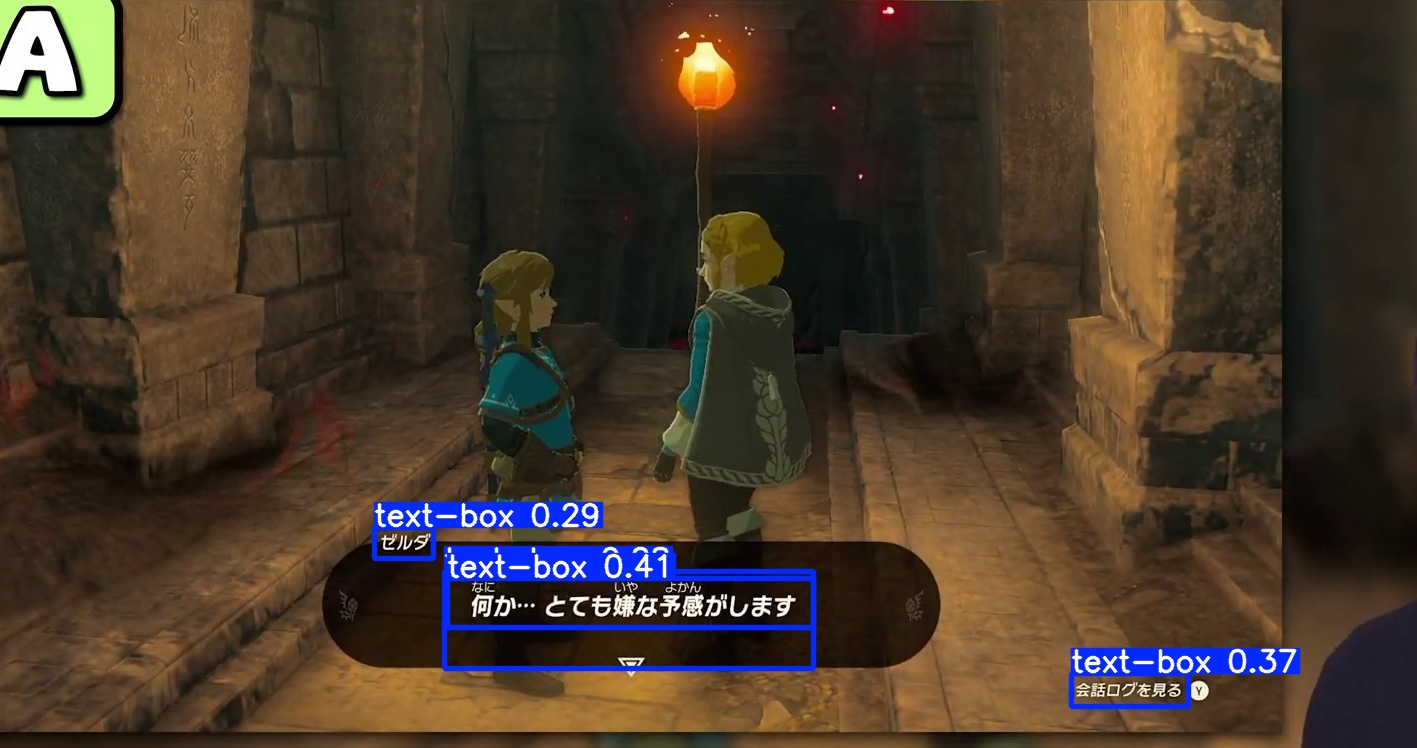 A
text-box 0.29
ゼルダ
text-box 0.41
なに いや よかん
何か… とても嫌な予感がします
text-box 0.37
会話ログを見る Y